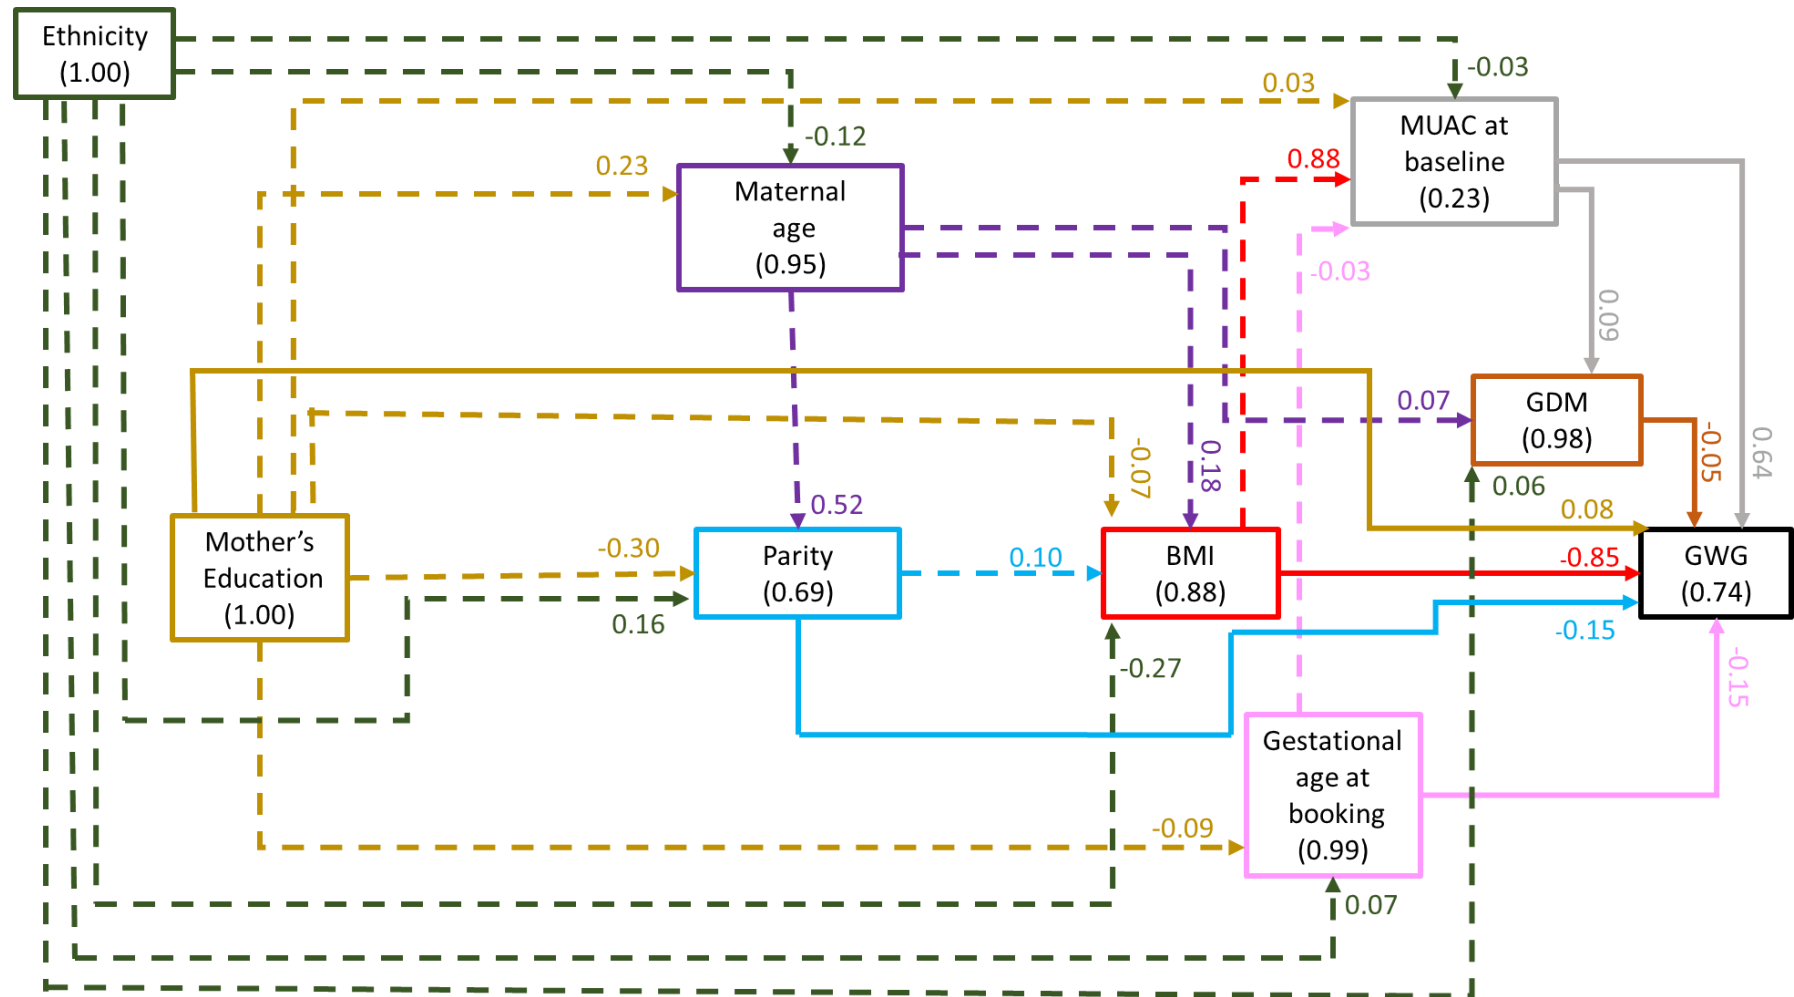 Ethnicity
(1.00)
-0.03
0.03
-0.12
MUAC at
baseline
(0.23)
0.88
0.23
Maternal
age
(0.95)
-0.03
0.09
0.07
GDM
(0.98)
-0.05
0.64
-0.07
0.18
0.06
0.52
0.08
Mother's
Education
(1.00)
-0.30
Parity
(0.69)
0.10
BMI
(0.88)
-0.85
GWG
(0.74)
0.16
-0.15
-0.27
-0.15
Gestational
age at
booking
(0.99)
-0.09
0.07